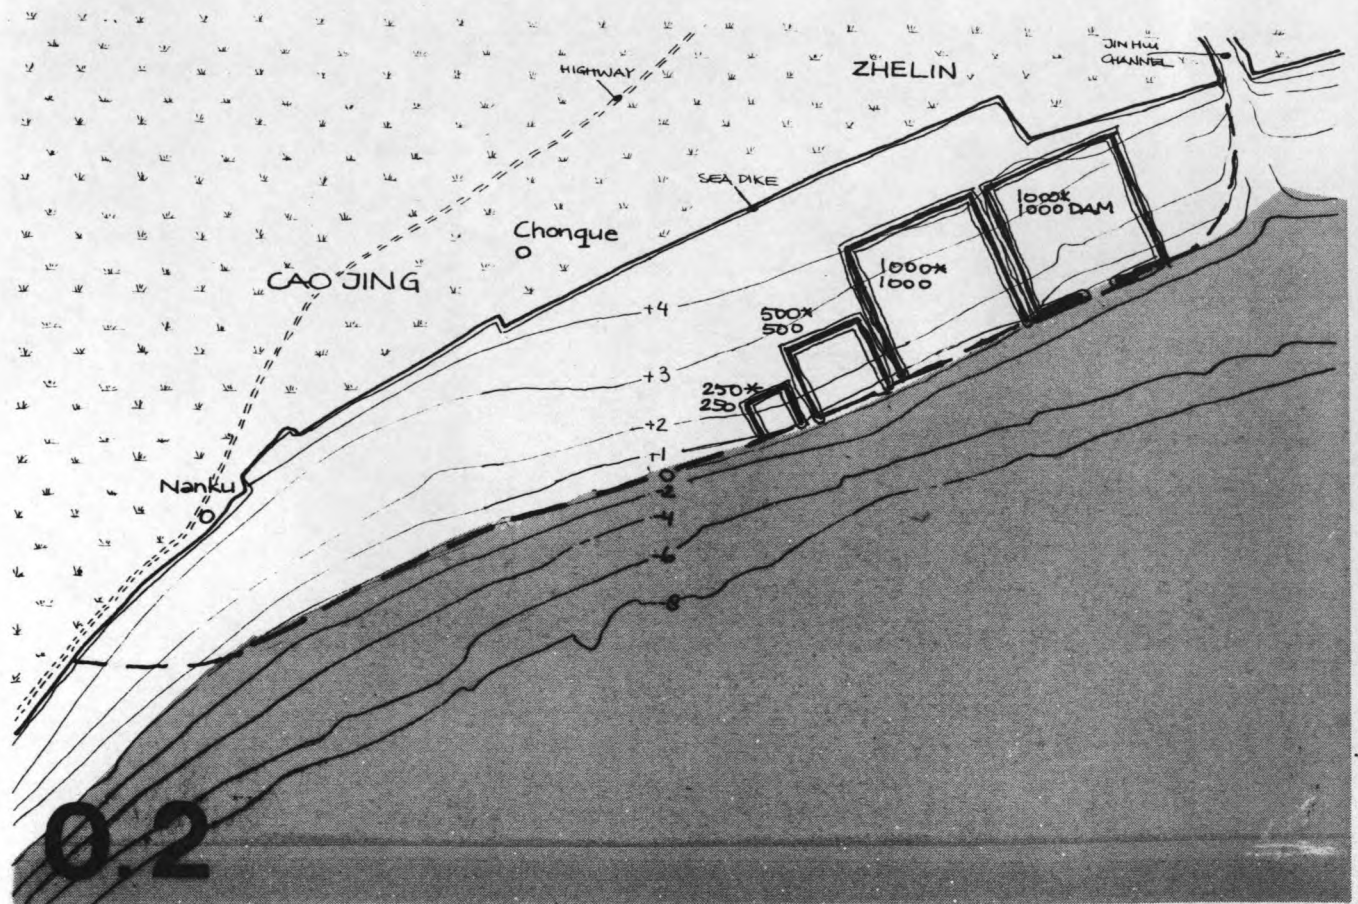 JIN HUI
CHANNEL
HIGHWAY
ZHELIN
SEA DIKE
1000*
1000 DAM
Chonque
1000*
1000
CAO JING
+4
500*
500
+3
250*
250
+2
+1
0
-2
-4
-6
-8
Nanku
0.2